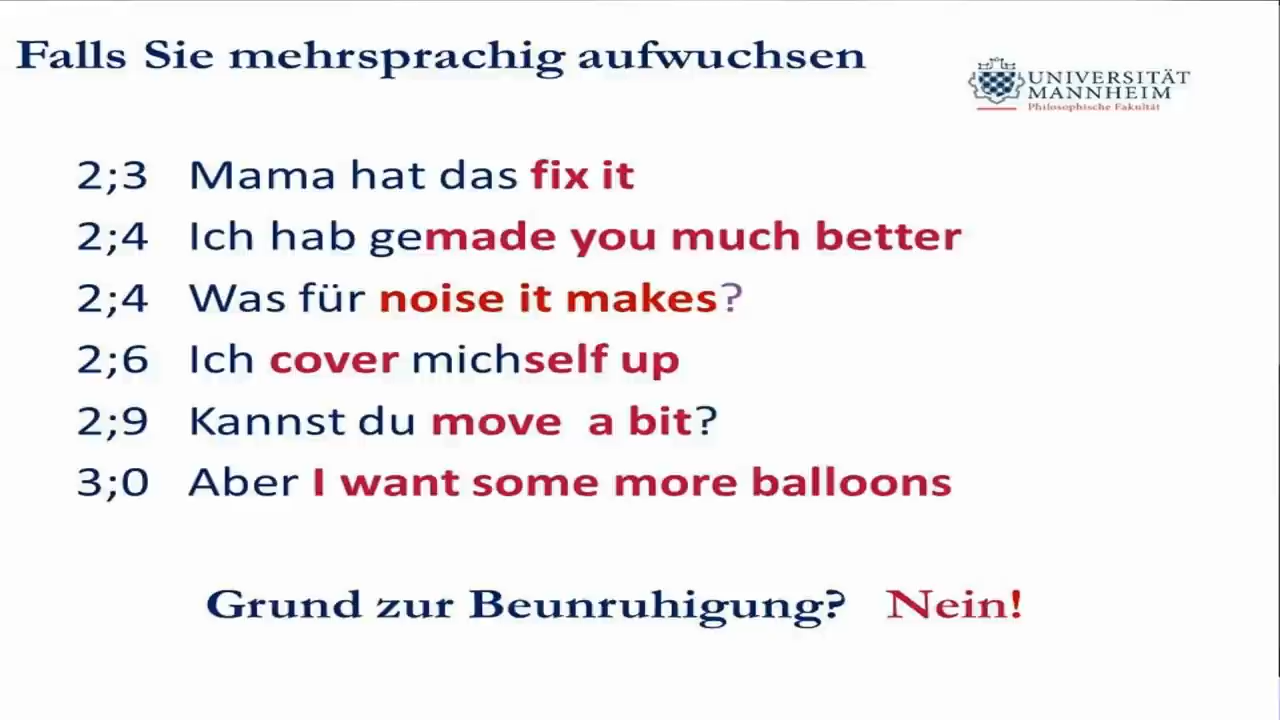 Falls Sie mehrsprachig aufwuchsen
UNIVERSITÄT
MANNHEIM
Philosophische Fakultät
2;3 Mama hat das fix it
2;4 Ich hab gemade you much better
2;4 Was für noise it makes?
2;6 Ich cover michself up
2;9 Kannst du move a bit?
3;0 Aber I want some more balloons
Grund zur Beunruhigung? Nein!